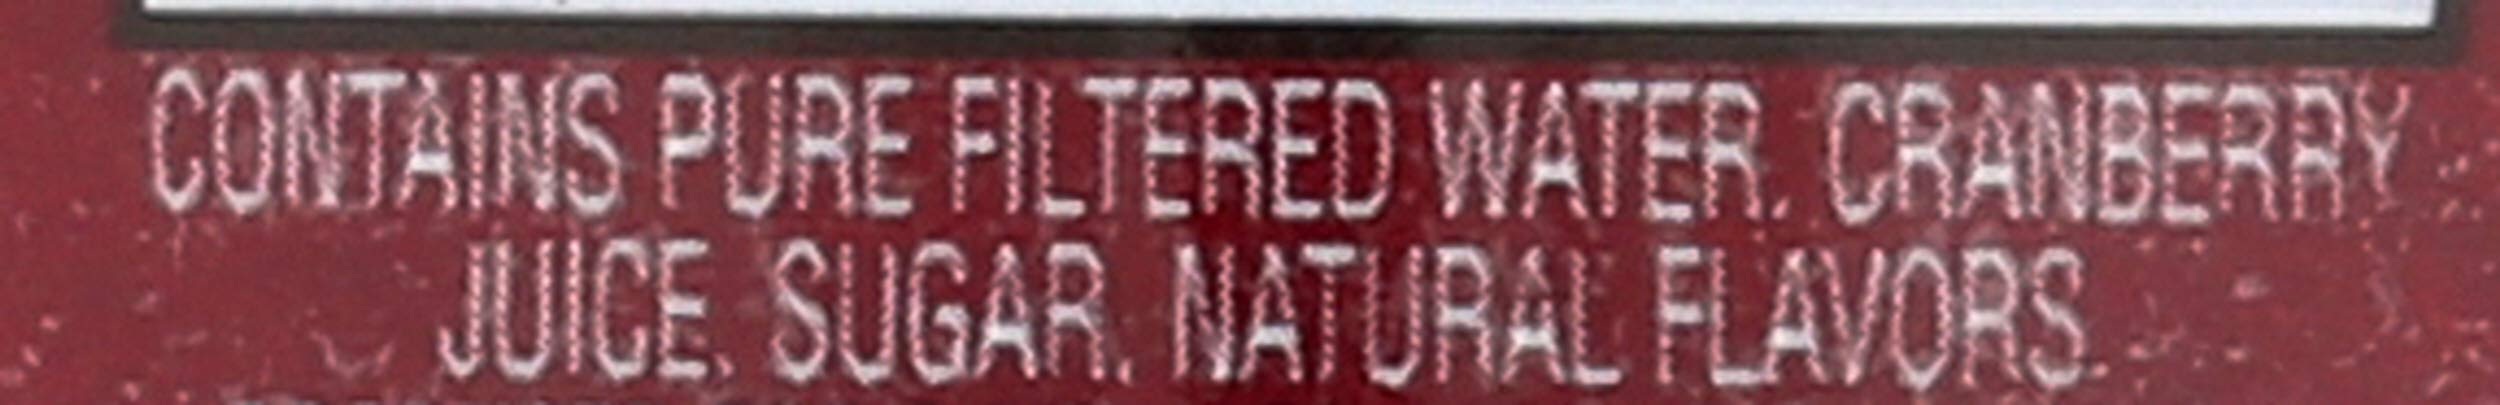 CONTAINS PURE FILTERED WATER, CRANBERRY
JUICE, SUGAR, NATURAL FLAVORS.